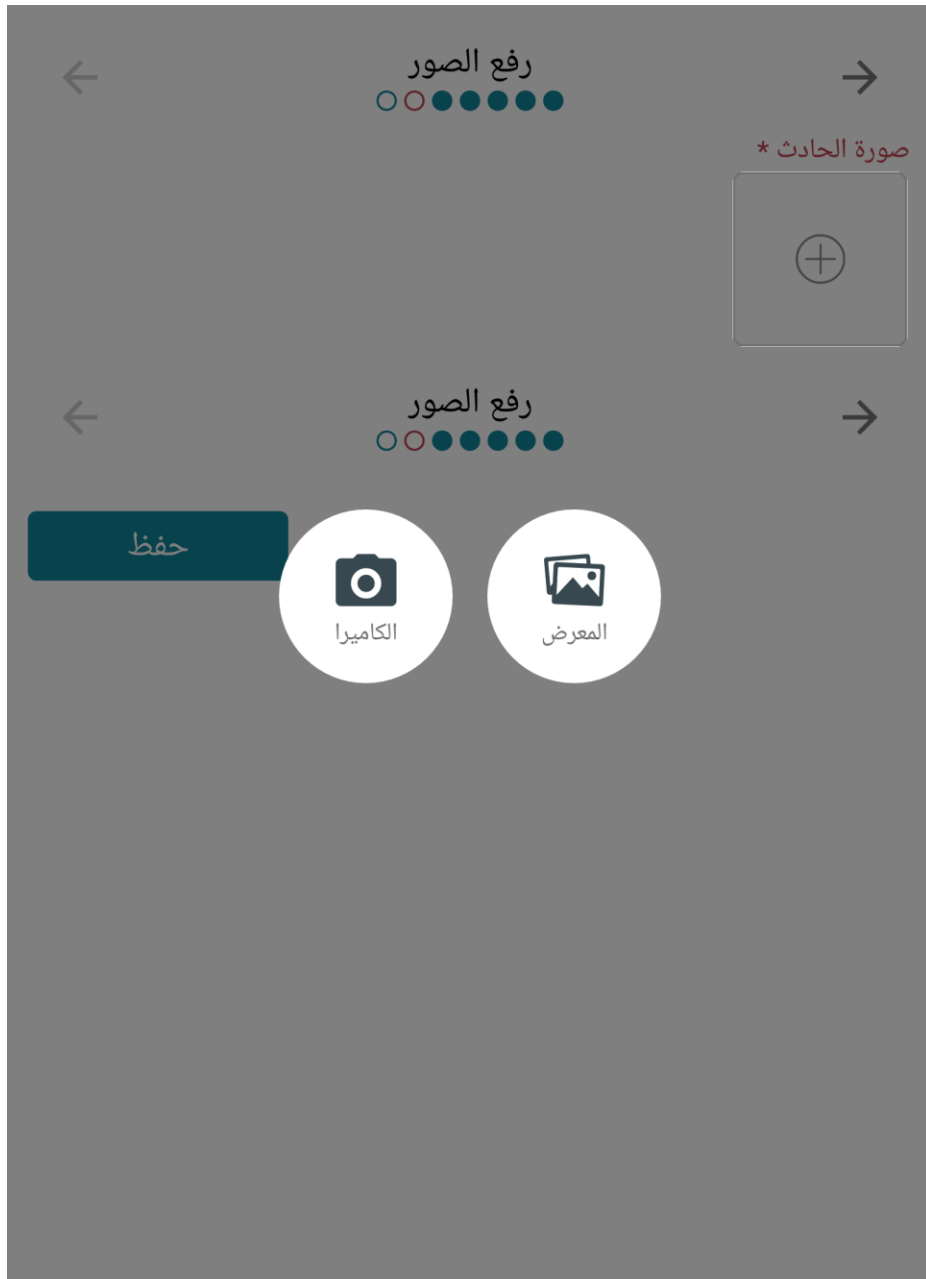 رفع الصور
صورة الحادث *
رفع الصور
حفظ
المعرض
الكاميرا